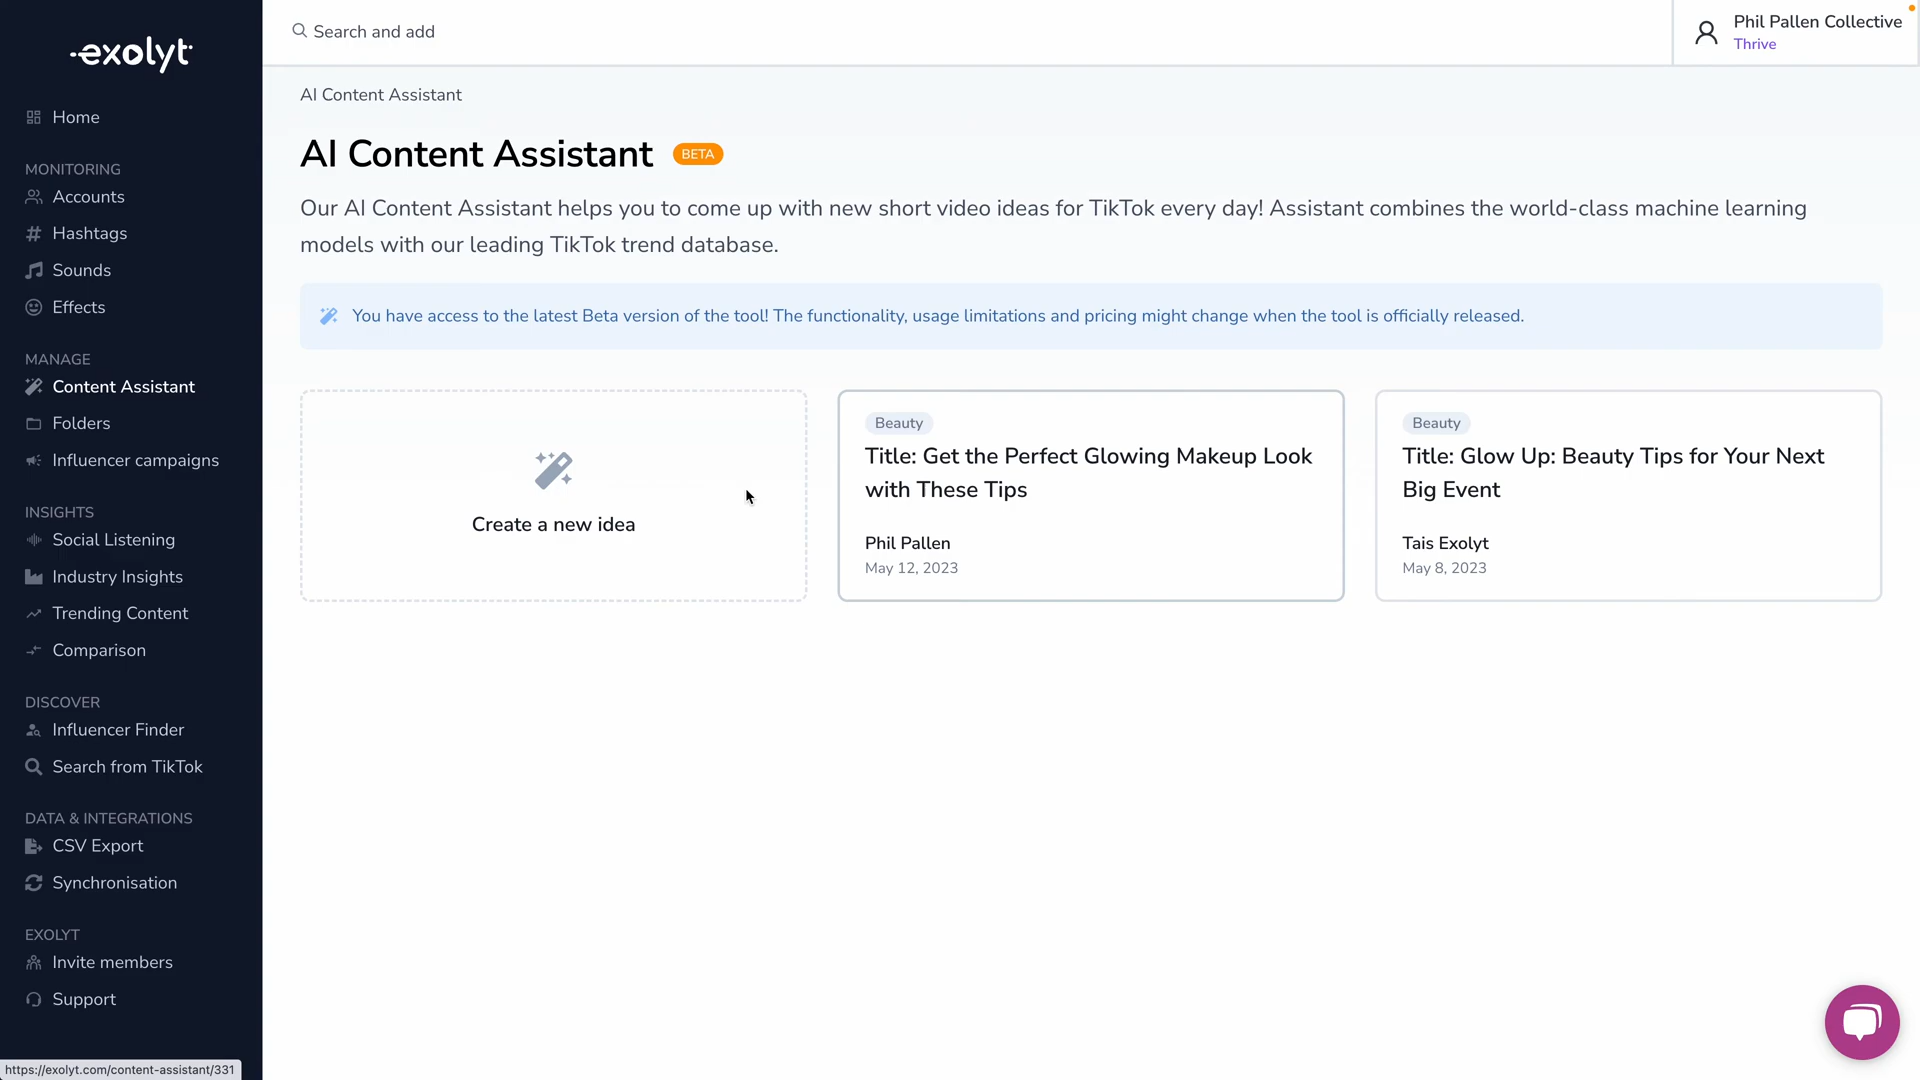 exolyt
Home
MONITORING
Accounts
Hashtags
Sounds
Effects
MANAGE
Content Assistant
Folders
Influencer campaigns
INSIGHTS
Social Listening
Industry Insights
Trending Content
Comparison
DISCOVER
Influencer Finder
Search from TikTok
DATA & INTEGRATIONS
CSV Export
Synchronisation
EXOLYT
Invite members
Support
https://exolyt.com/content-assistant/331
Search and add
Phil Pallen Collective
Thrive
AI Content Assistant
AI Content Assistant BETA
Our AI Content Assistant helps you to come up with new short video ideas for TikTok every day! Assistant combines the world-class machine learning
models with our leading TikTok trend database.
You have access to the latest Beta version of the tool! The functionality, usage limitations and pricing might change when the tool is officially released.
Create a new idea
Beauty
Title: Get the Perfect Glowing Makeup Look
with These Tips
Phil Pallen
May 12, 2023
Beauty
Title: Glow Up: Beauty Tips for Your Next
Big Event
Tais Exolyt
May 8, 2023